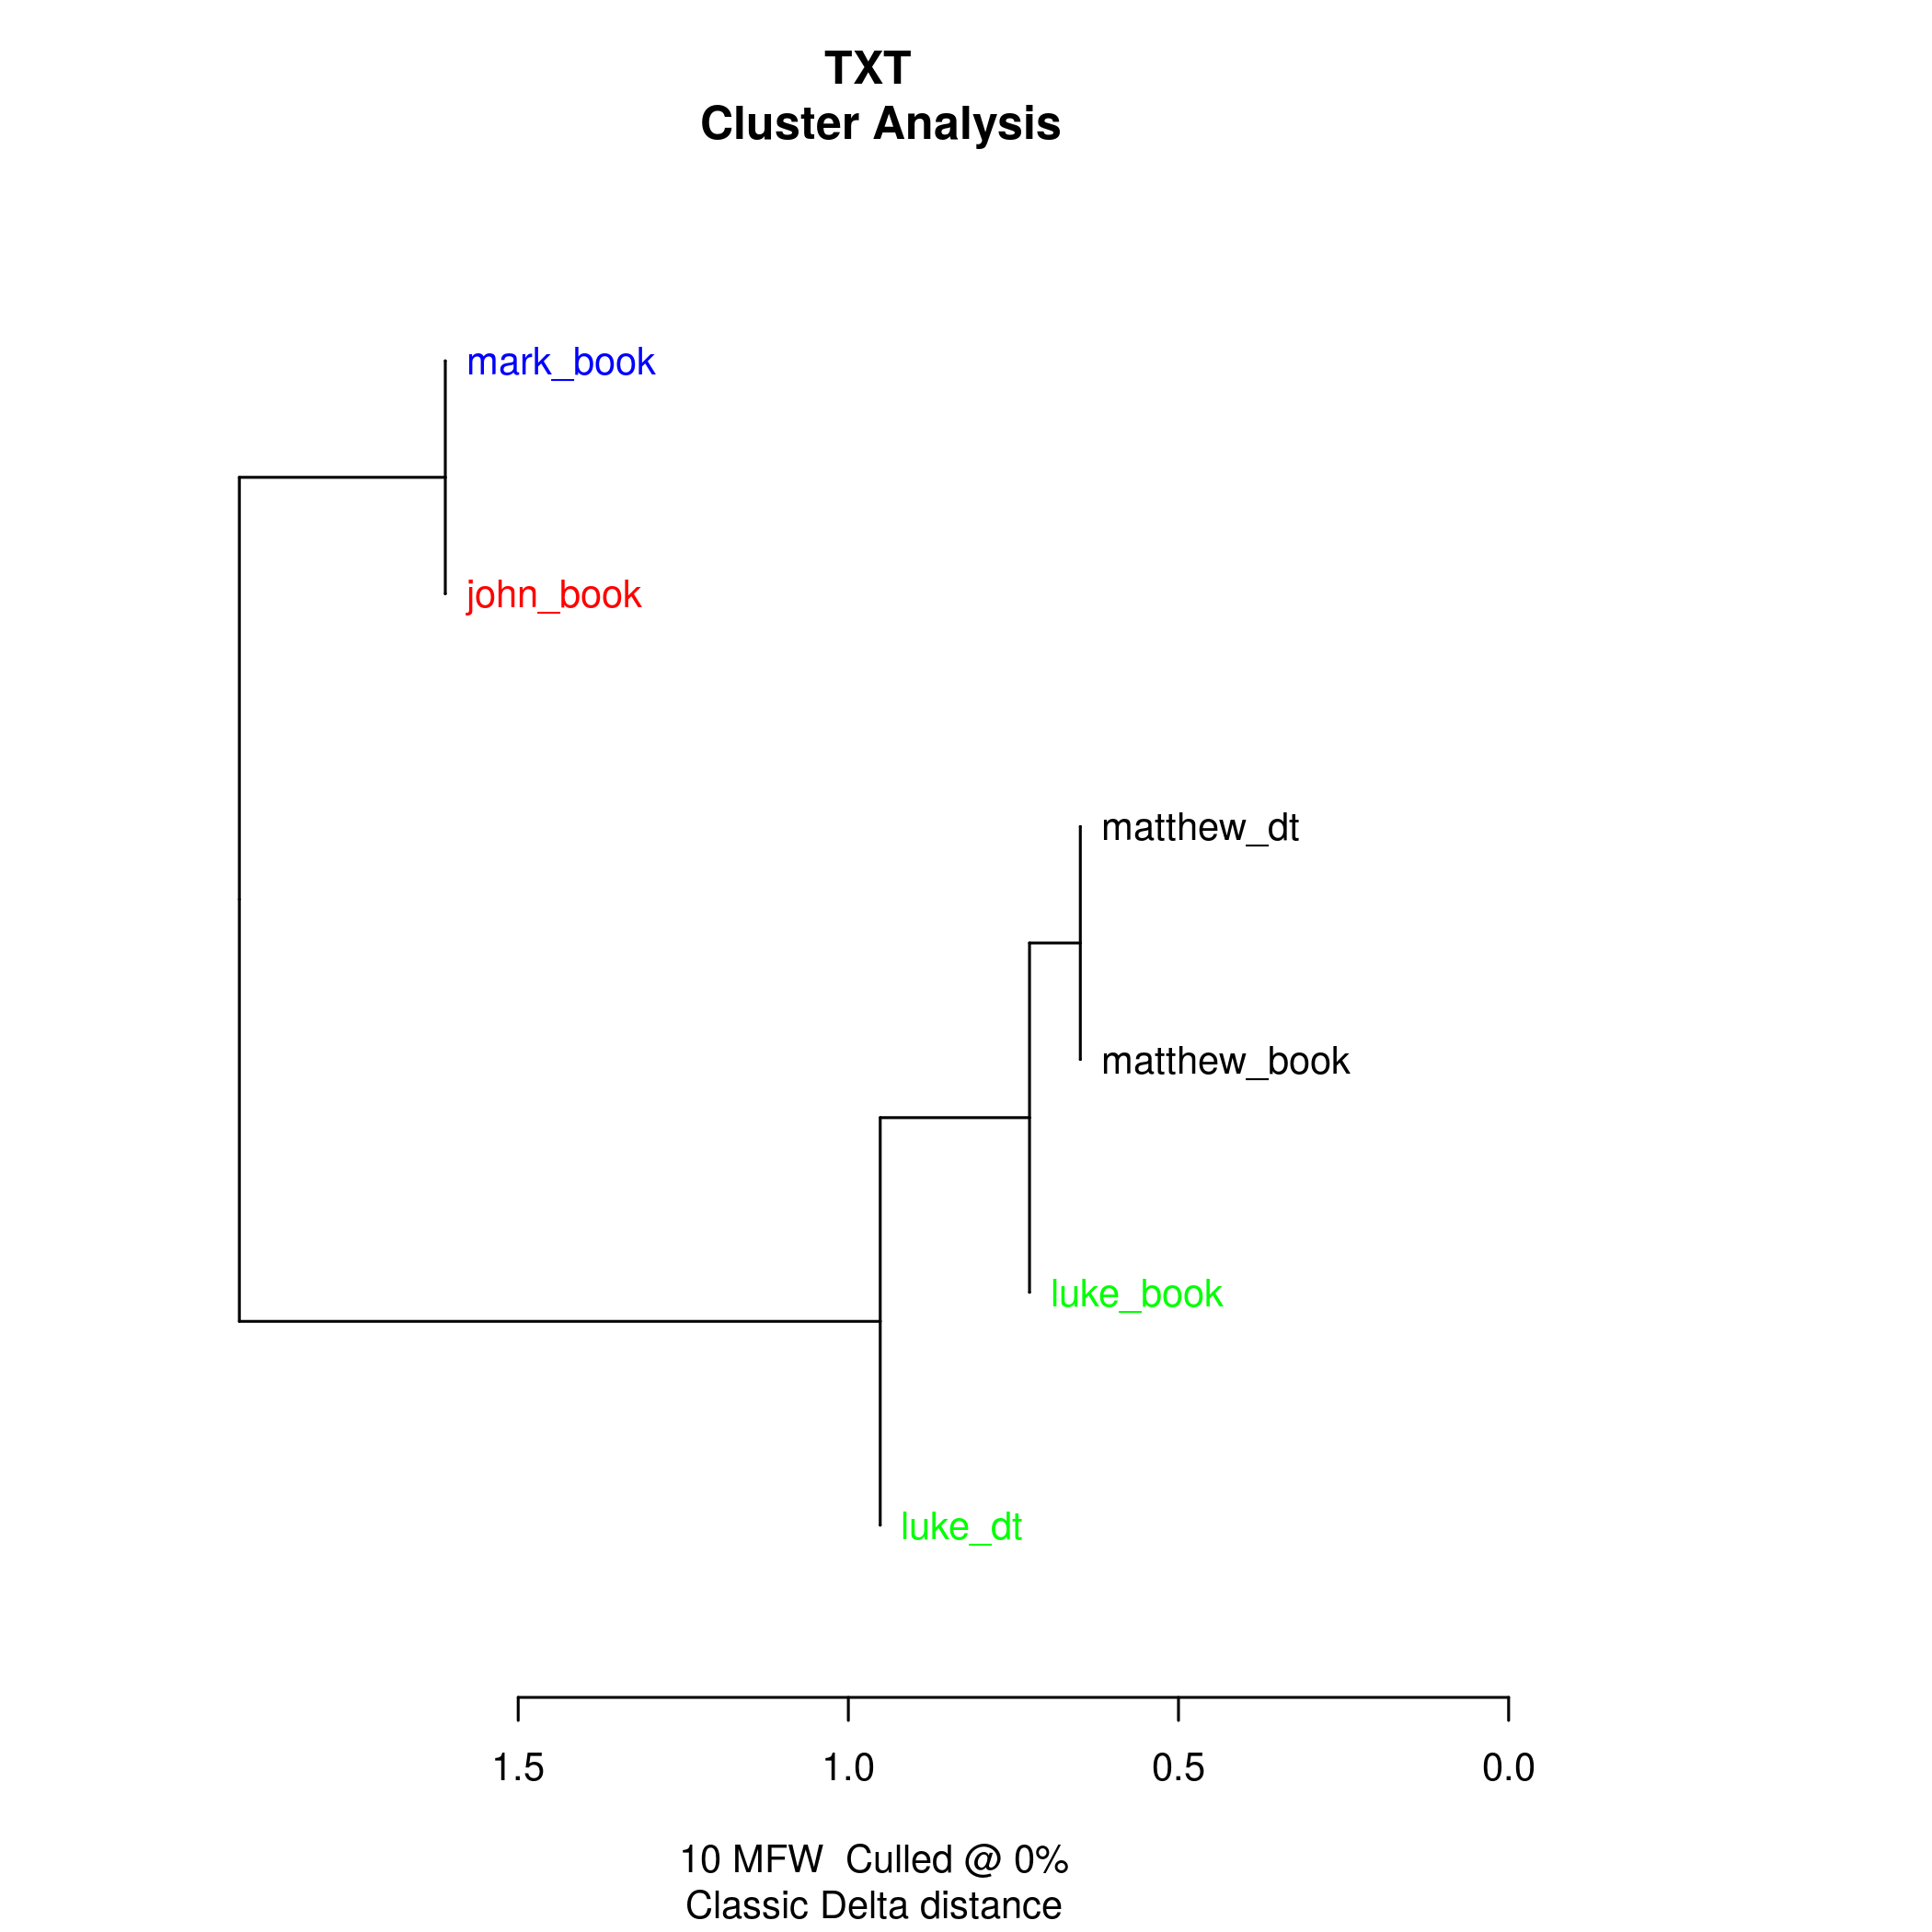 TXT
Cluster Analysis
mark_book
john_book
matthew_dt
matthew_book
luke_book
luke_dt
1.5 1.0 0.5 0.0
10 MFW  Culled @ 0%
Classic Delta distance